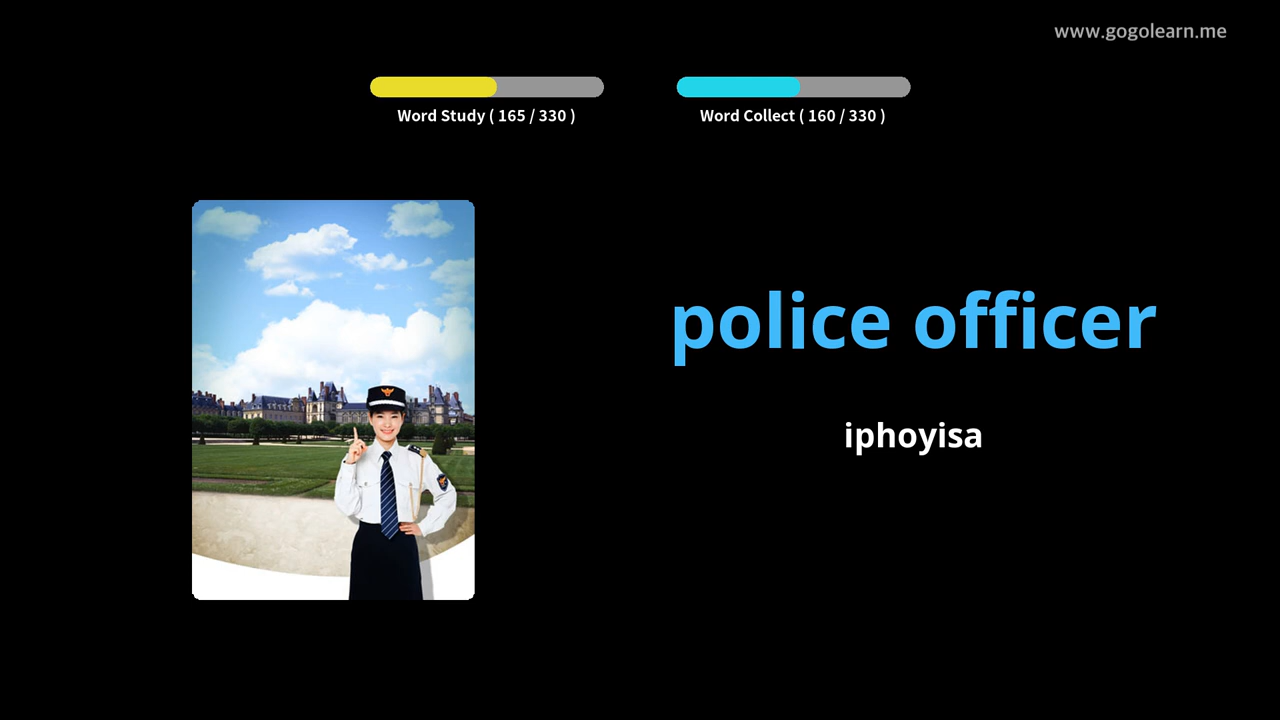 www.gogolearn.me
Word Study ( 165 / 330 )
Word Collect ( 160 / 330 )
police officer
iphoyisa